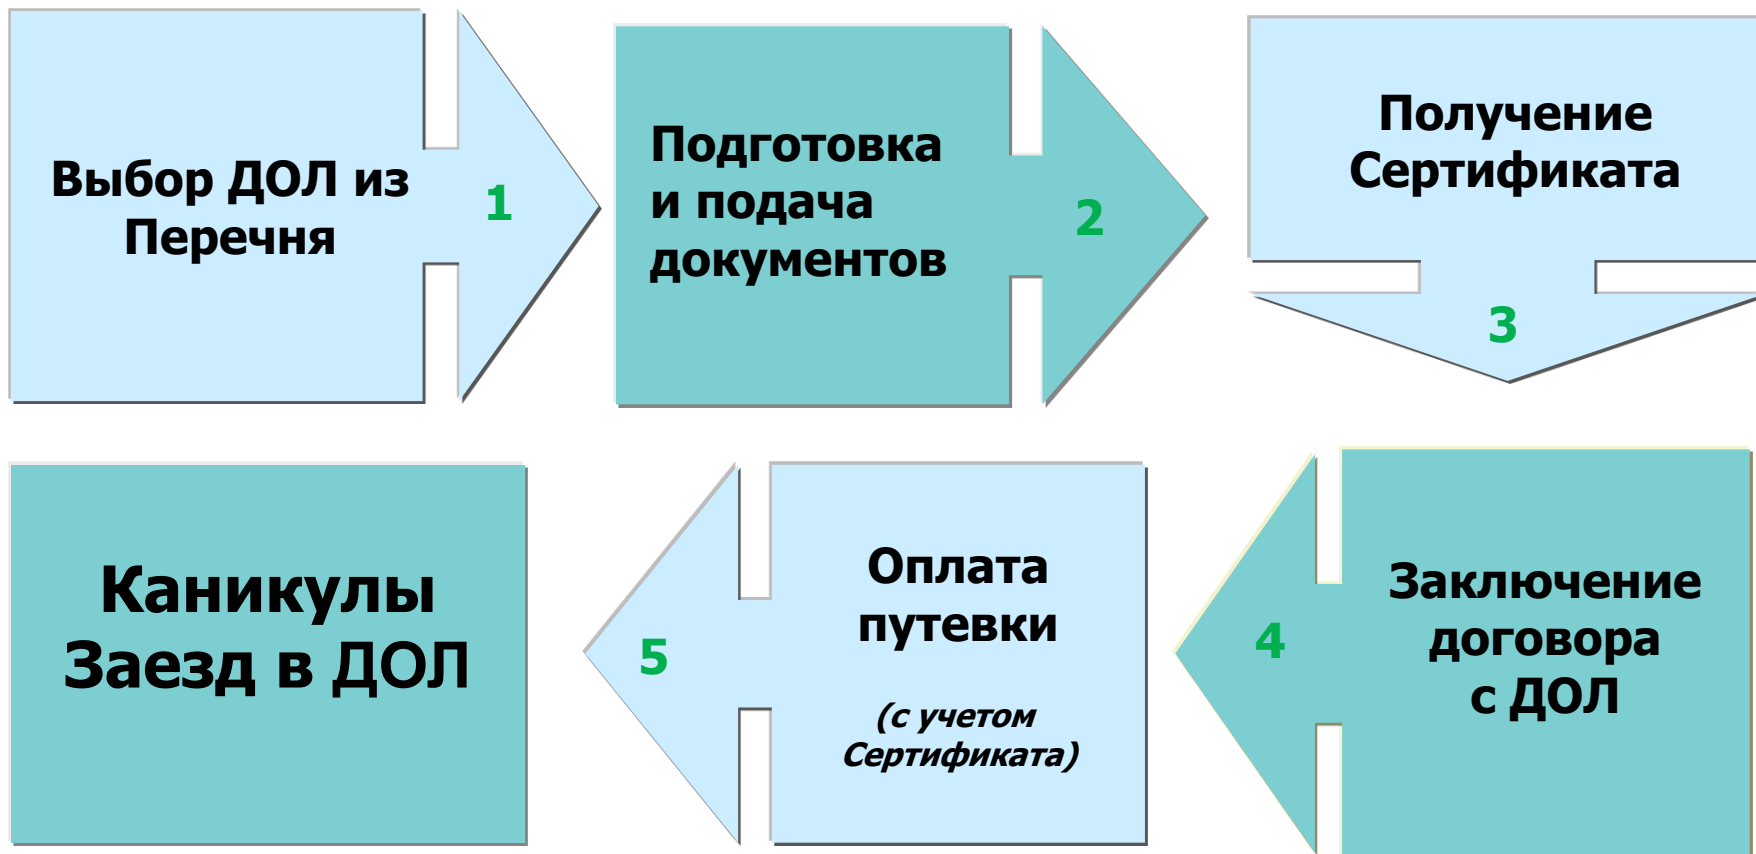 Выбор ДОЛ из
Перечня
1
Подготовка
и подача
документов
2
Получение
Сертификата
3
Заключение
договора
с ДОЛ
4
Оплата
путевки
(с учетом
Сертификата)
5
Каникулы
Заезд в ДОЛ